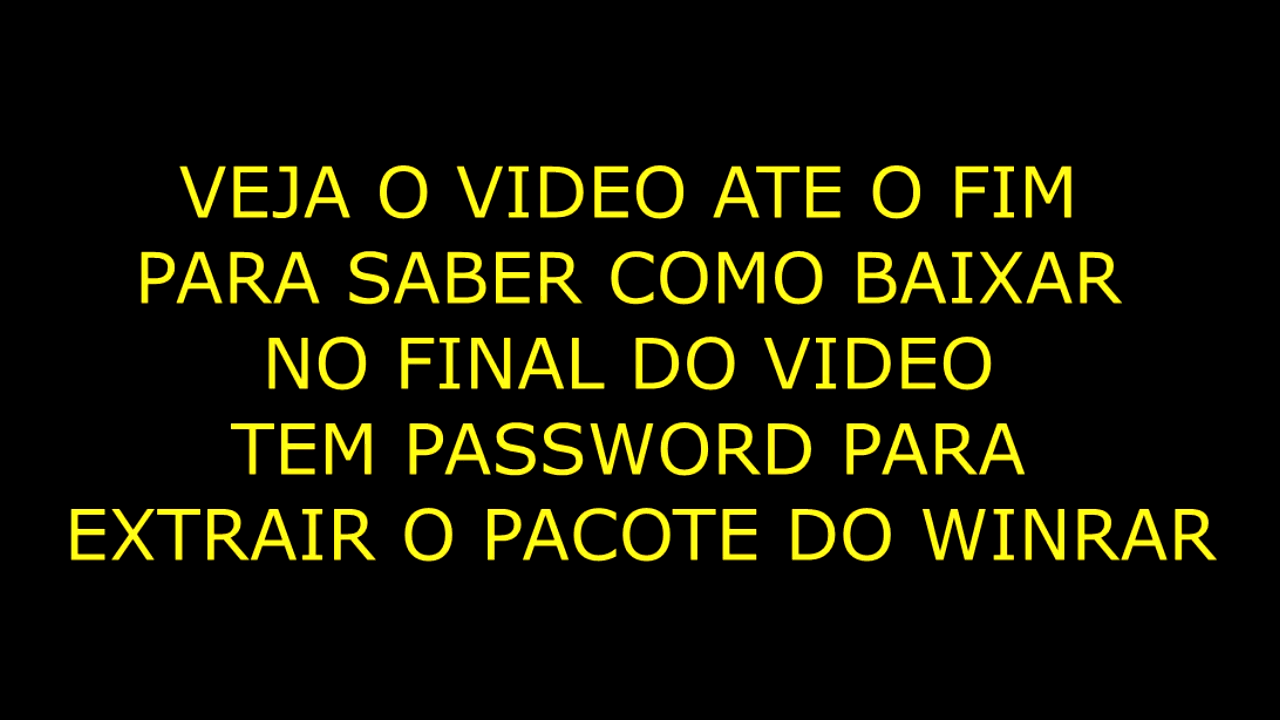 VEJA O VIDEO ATE O FIM
PARA SABER COMO BAIXAR
NO FINAL DO VIDEO
TEM PASSWORD PARA
EXTRAIR O PACOTE DO WINRAR